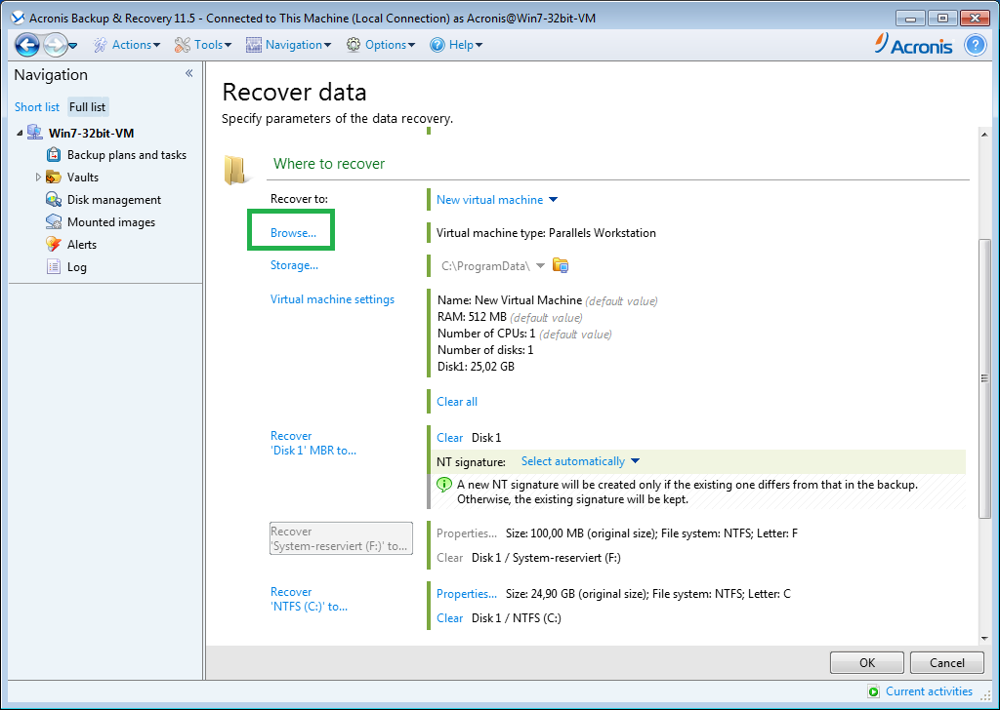 Acronis Backup & Recovery 11.5 - Connected to This Machine (Local Connection) as Acronis@Win7-32bit-VM
Actions Tools Navigation Options Help Acronis ?
Navigation «
Short list Full list
Win7-32bit-VM
Backup plans and tasks
Vaults
Disk management
Mounted images
Alerts
Log
Recover data
Specify parameters of the data recovery.
Where to recover
Recover to: New virtual machine
Browse... Virtual machine type: Parallels Workstation
Storage... C:\ProgramData\
Virtual machine settings Name: New Virtual Machine (default value)
RAM: 512 MB (default value)
Number of CPUs: 1 (default value)
Number of disks: 1
Disk1: 25,02 GB
Clear all
Recover
'Disk 1' MBR to...
Clear Disk 1
NT signature: Select automatically
A new NT signature will be created only if the existing one differs from that in the backup.
Otherwise, the existing signature will be kept.
Recover
'System-reserviert (F:)' to...
Properties... Size: 100,00 MB (original size); File system: NTFS; Letter: F
Clear Disk 1 / System-reserviert (F:)
Recover
'NTFS (C:)' to...
Properties... Size: 24,90 GB (original size); File system: NTFS; Letter: C
Clear Disk 1 / NTFS (C:)
OK Cancel
Current activities